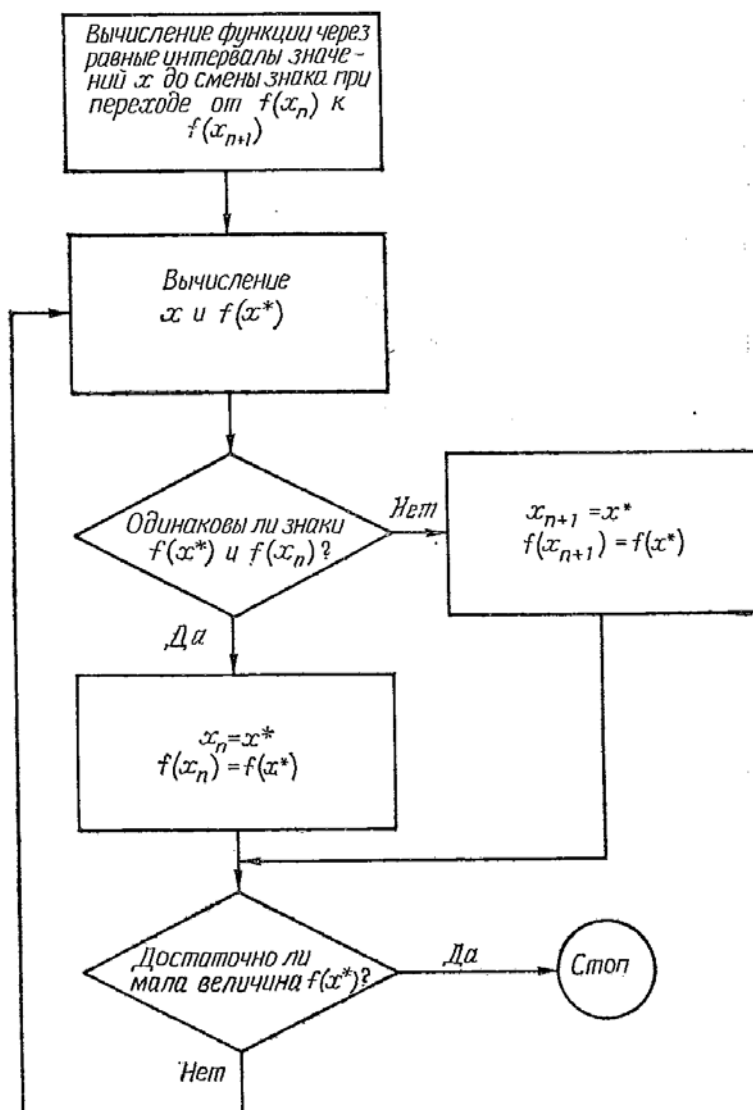 Вычисление функции через
равные интервалы значе-
ний x до смены знака при
переходе от f(xₙ) к
f(xₙ₊₁)
Вычисление
x и f(x*)
Одинаковы ли знаки
f(x*) и f(xₙ)?
Нет
xₙ₊₁ = x*
f(xₙ₊₁) = f(x*)
Да
xₙ = x*
f(xₙ) = f(x*)
Достаточно ли
мала величина f(x*)?
Да
Стоп
Нет